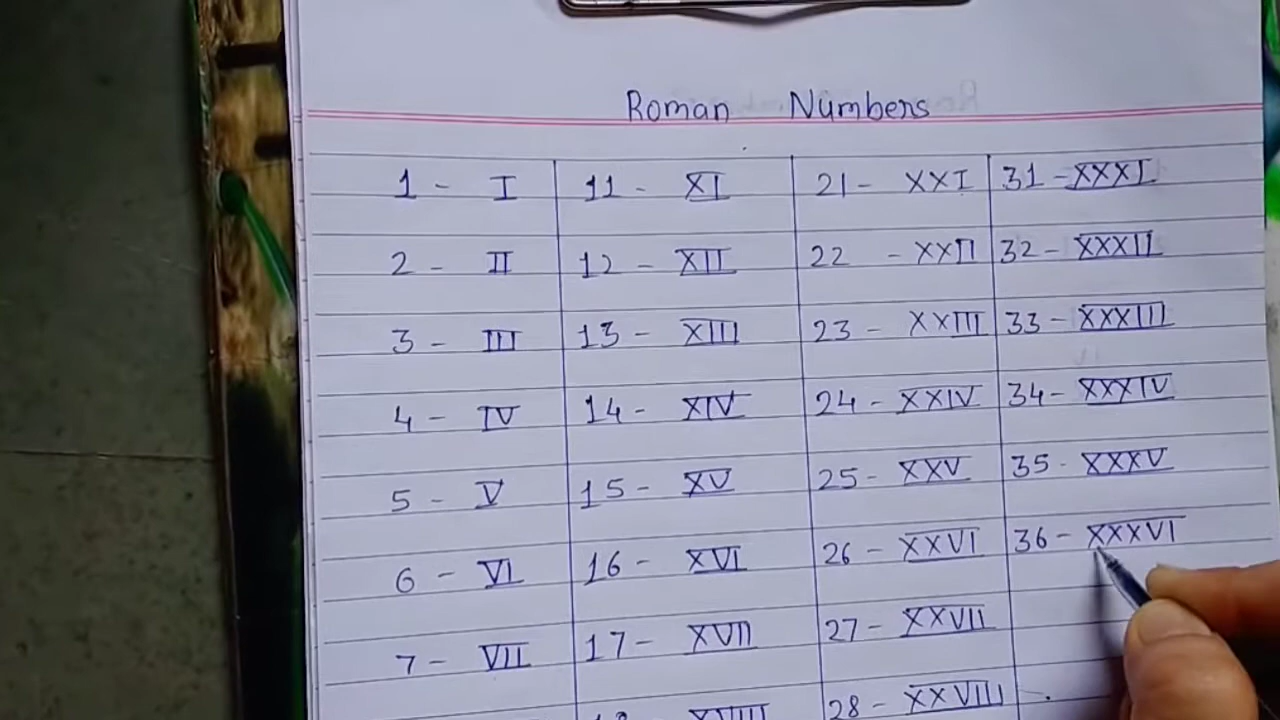 Roman Numbers
1 - I 11 - XI 21 - XXI 31 - XXXI
2 - II 12 - XII 22 - XXII 32 - XXXII
3 - III 13 - XIII 23 - XXIII 33 - XXXIII
4 - IV 14 - XIV 24 - XXIV 34 - XXXIV
5 - V 15 - XV 25 - XXV 35 - XXXV
6 - VI 16 - XVI 26 - XXVI 36 - XXXVI
7 - VII 17 - XVII 27 - XXVII
28 - XXVIII